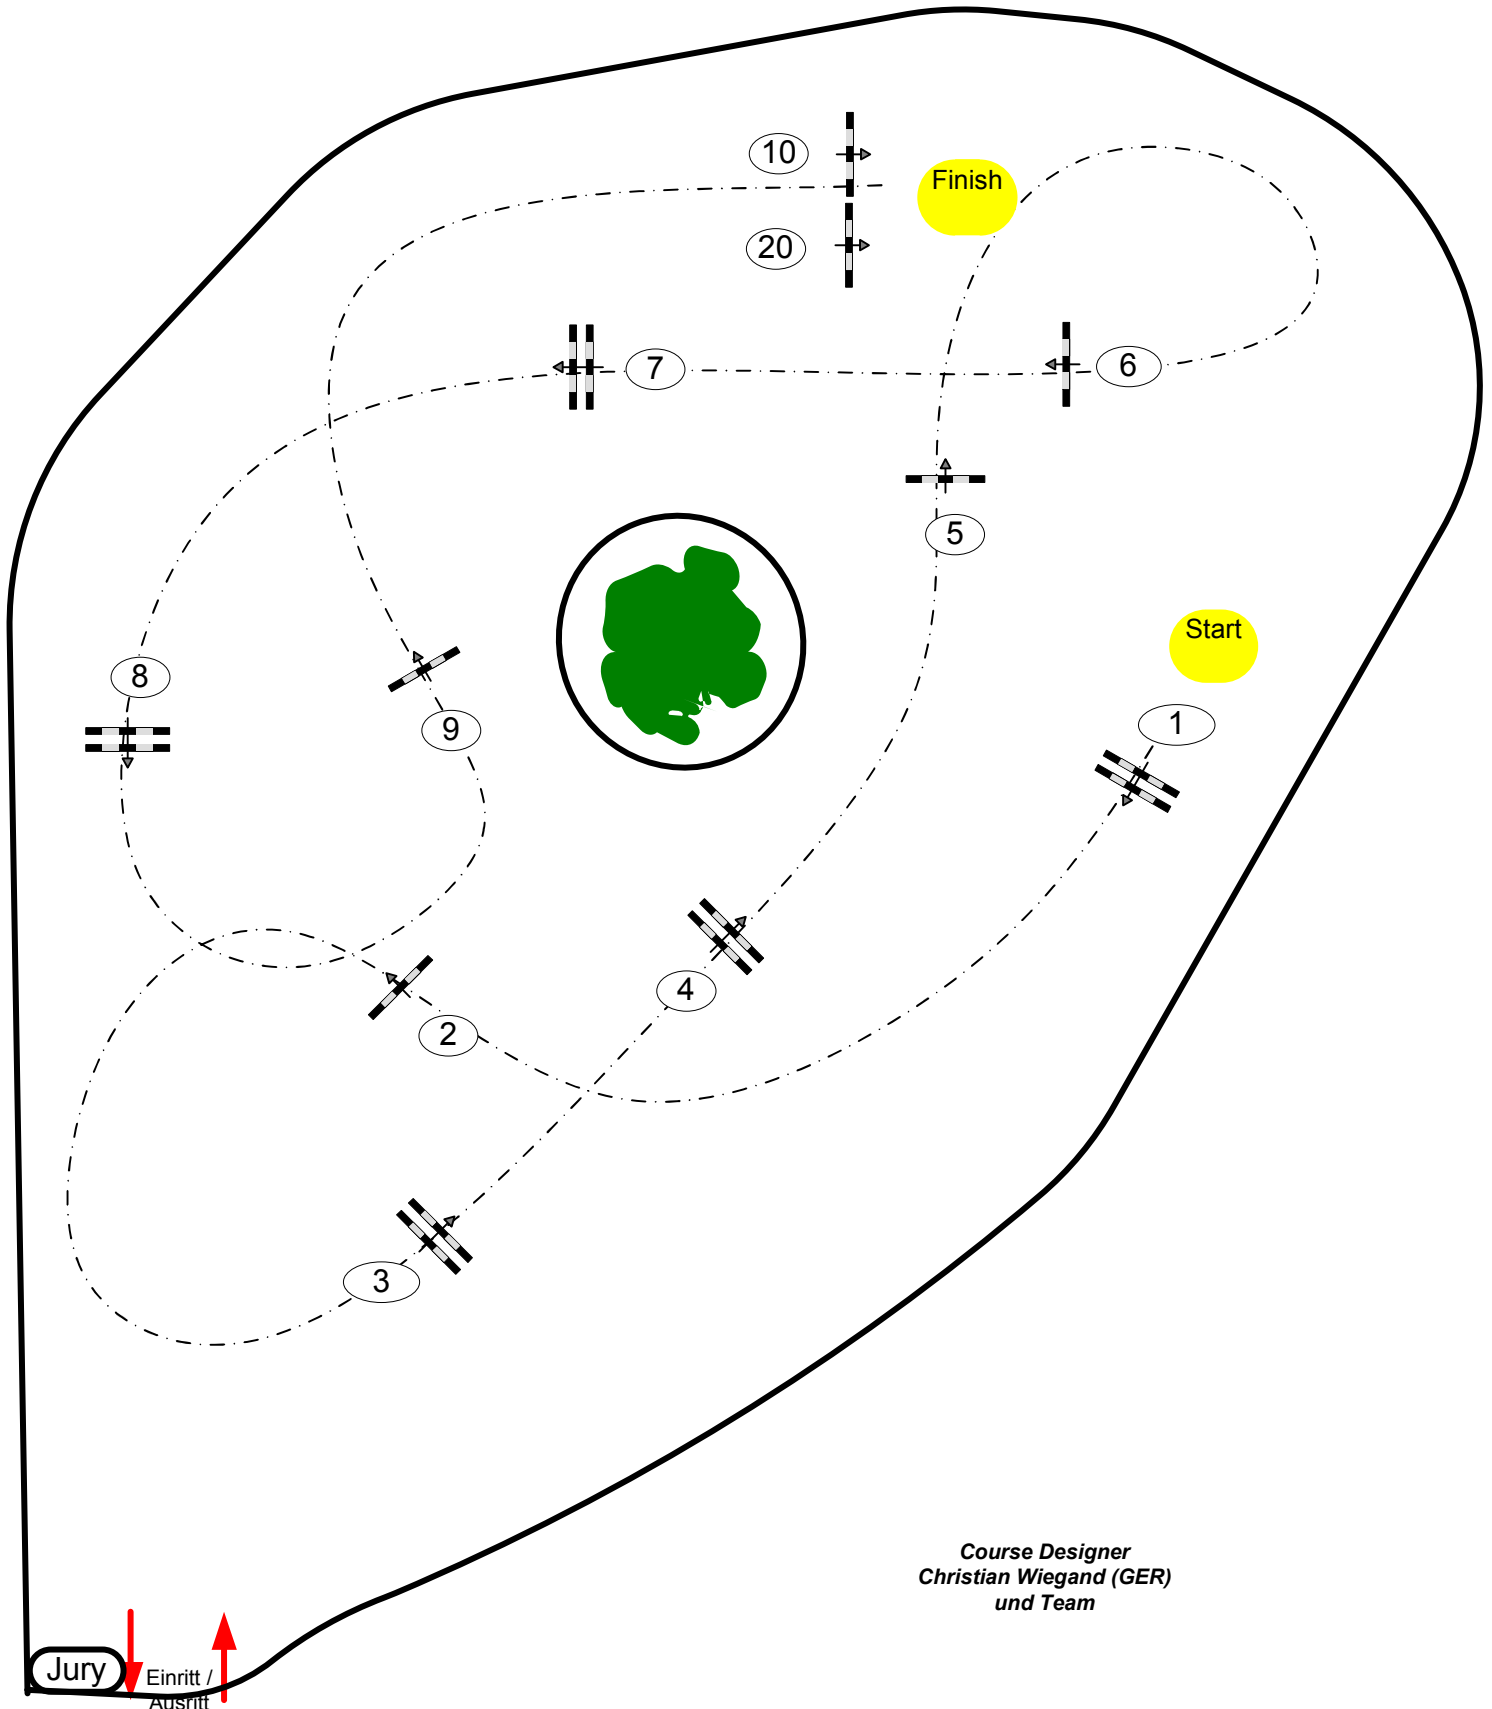 10
Finish
20
7
6
5
Start
8
1
9
4
2
3
Course Designer
Christian Wiegand (GER)
und Team
Jury
Einritt /
Ausritt